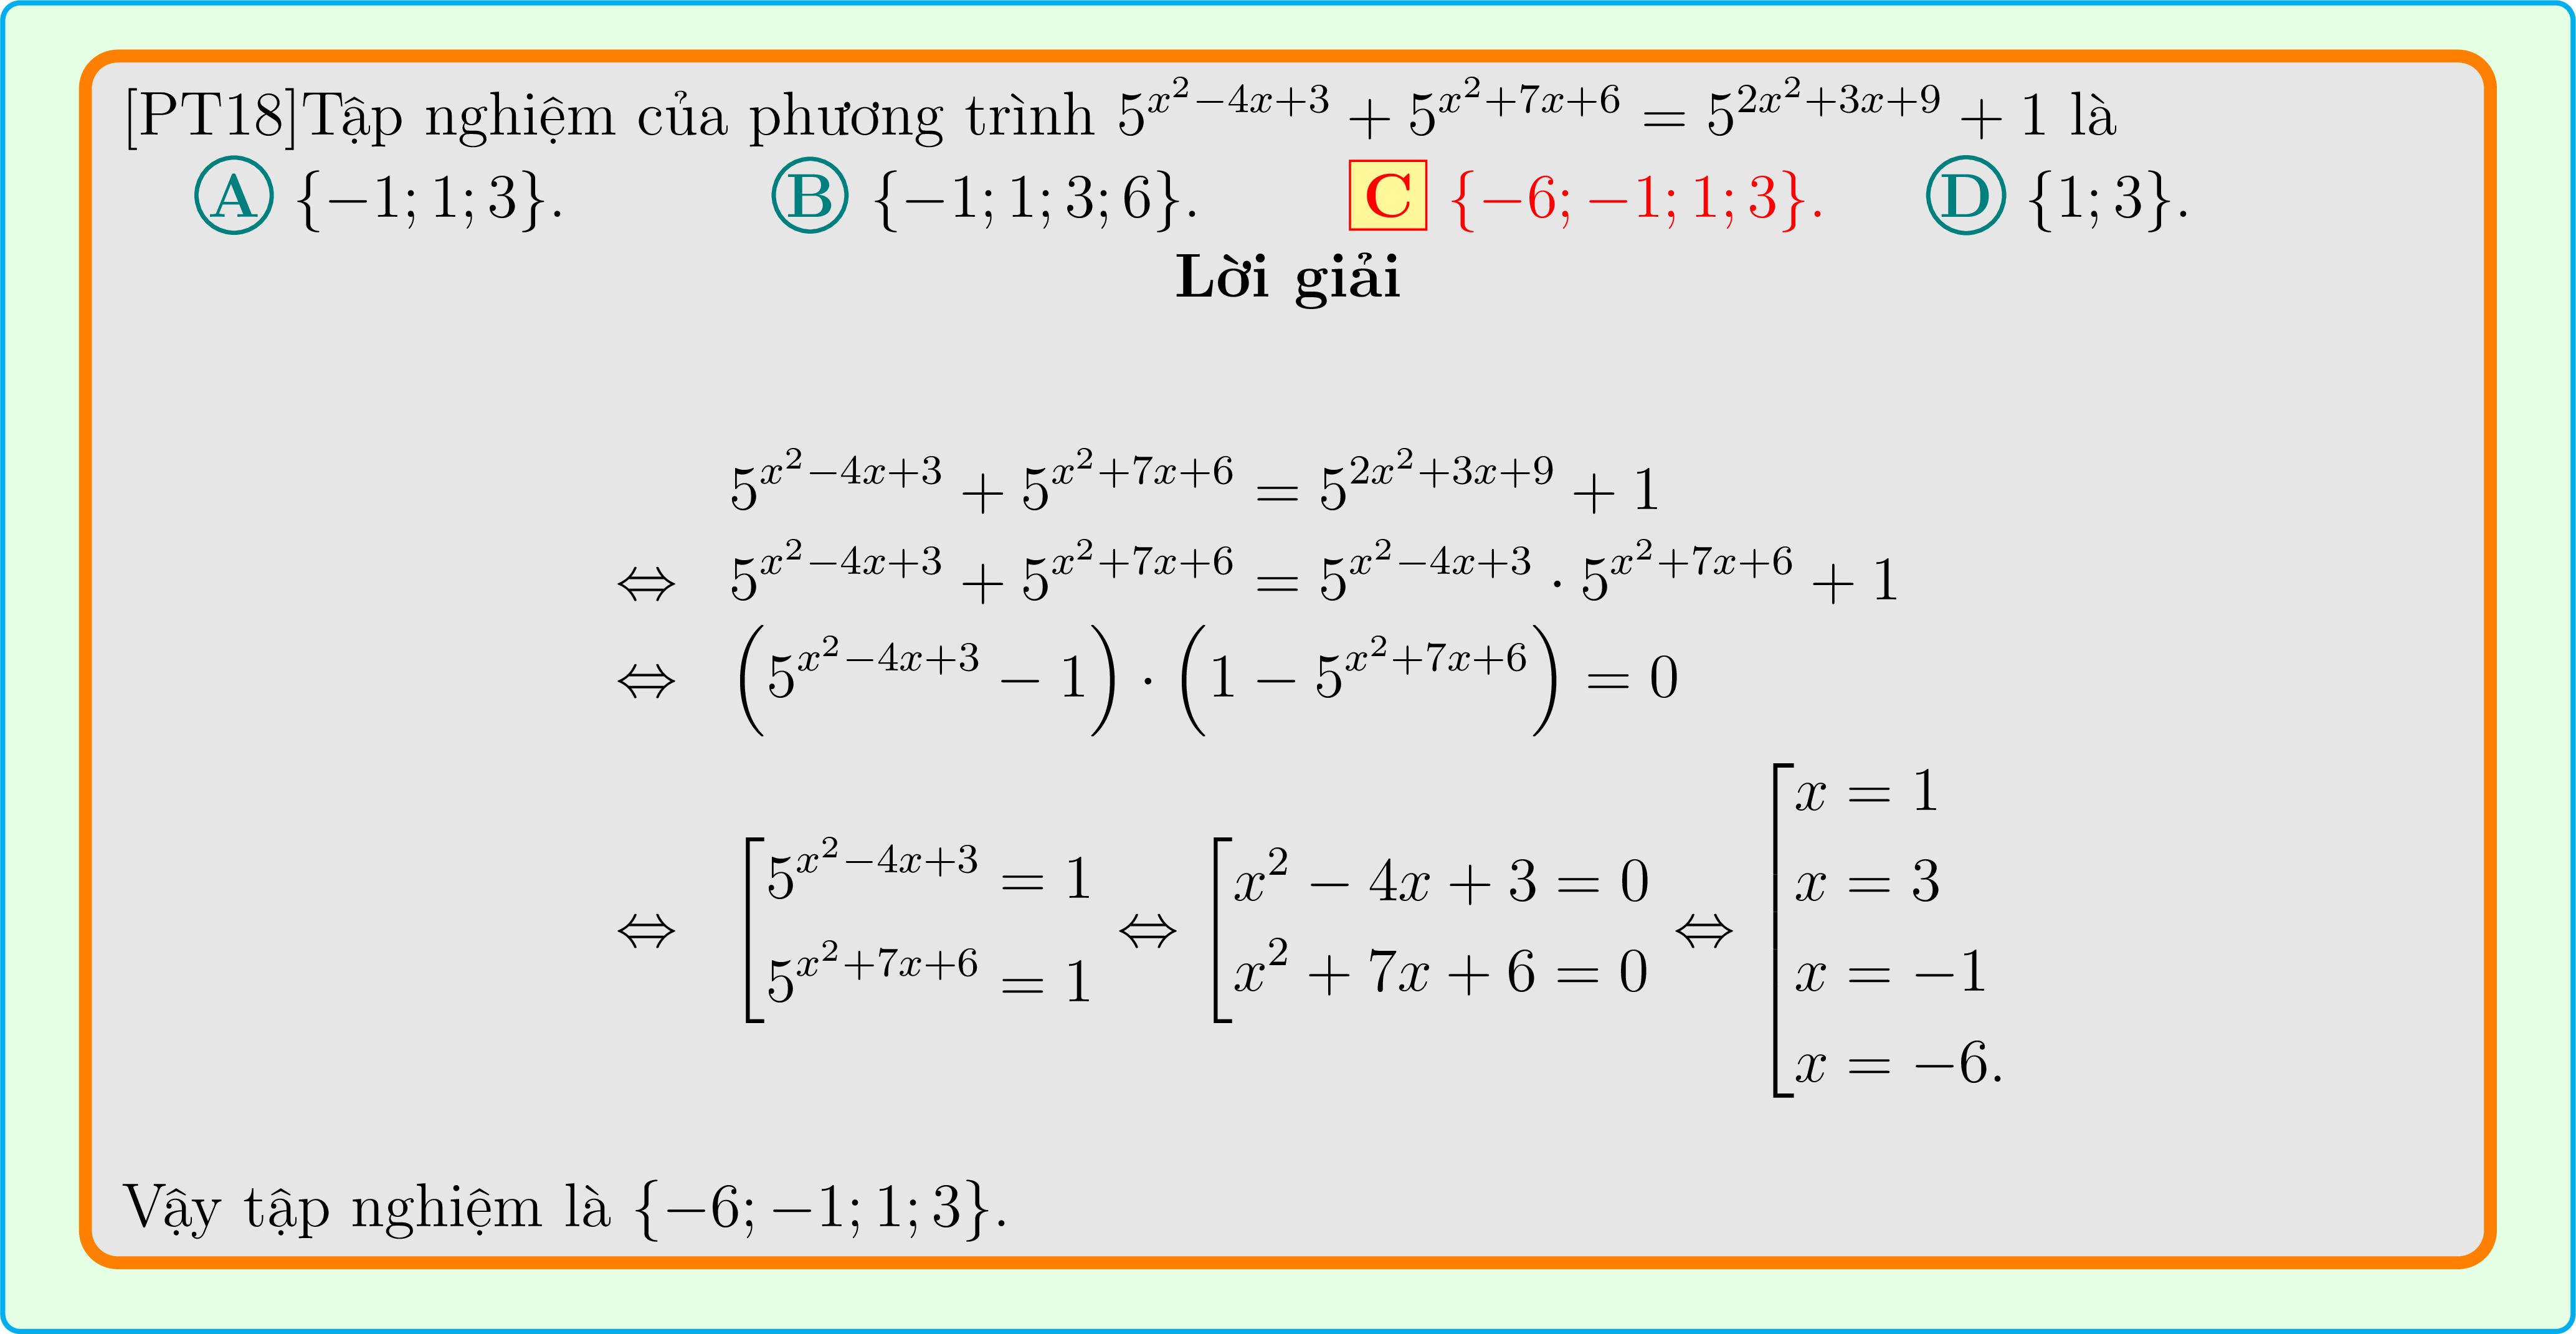 [PT18]Tập nghiệm của phương trình $5^{x^2-4x+3} + 5^{x^2+7x+6} = 5^{2x^2+3x+9} + 1$ là
A {−1; 1; 3}. B {−1; 1; 3; 6}. C {−6; −1; 1; 3}. D {1; 3}.
Lời giải
$5^{x^2-4x+3} + 5^{x^2+7x+6} = 5^{2x^2+3x+9} + 1$
$\Leftrightarrow 5^{x^2-4x+3} + 5^{x^2+7x+6} = 5^{x^2-4x+3} \cdot 5^{x^2+7x+6} + 1$
$\Leftrightarrow \left(5^{x^2-4x+3} - 1\right) \cdot \left(1 - 5^{x^2+7x+6}\right) = 0$
$\Leftrightarrow \left[\begin{array}{l} 5^{x^2-4x+3} = 1 \\ 5^{x^2+7x+6} = 1 \end{array}\right. \Leftrightarrow \left[\begin{array}{l} x^2 - 4x + 3 = 0 \\ x^2 + 7x + 6 = 0 \end{array}\right. \Leftrightarrow \left[\begin{array}{l} x = 1 \\ x = 3 \\ x = -1 \\ x = -6. \end{array}\right.$
Vậy tập nghiệm là {−6; −1; 1; 3}.